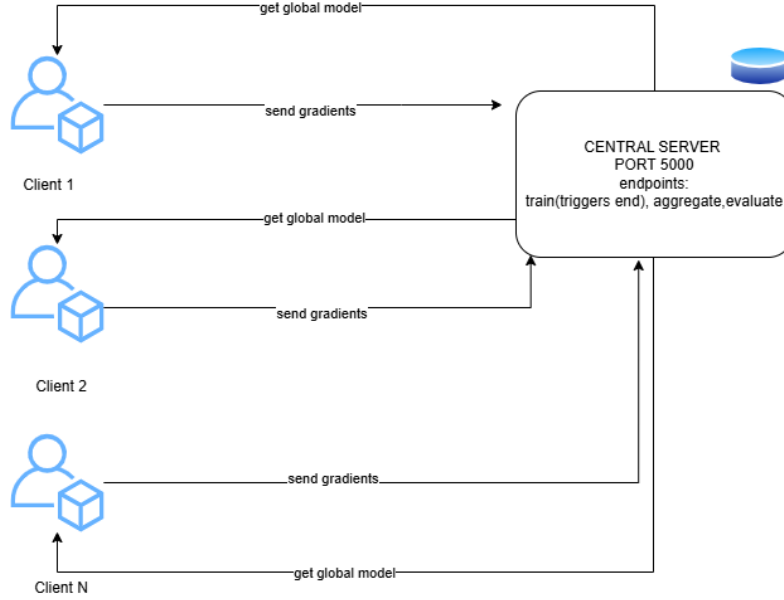 get global model
send gradients
Client 1
CENTRAL SERVER
PORT 5000
endpoints:
train(triggers end), aggregate,evaluate
get global model
send gradients
Client 2
send gradients
get global model
Client N